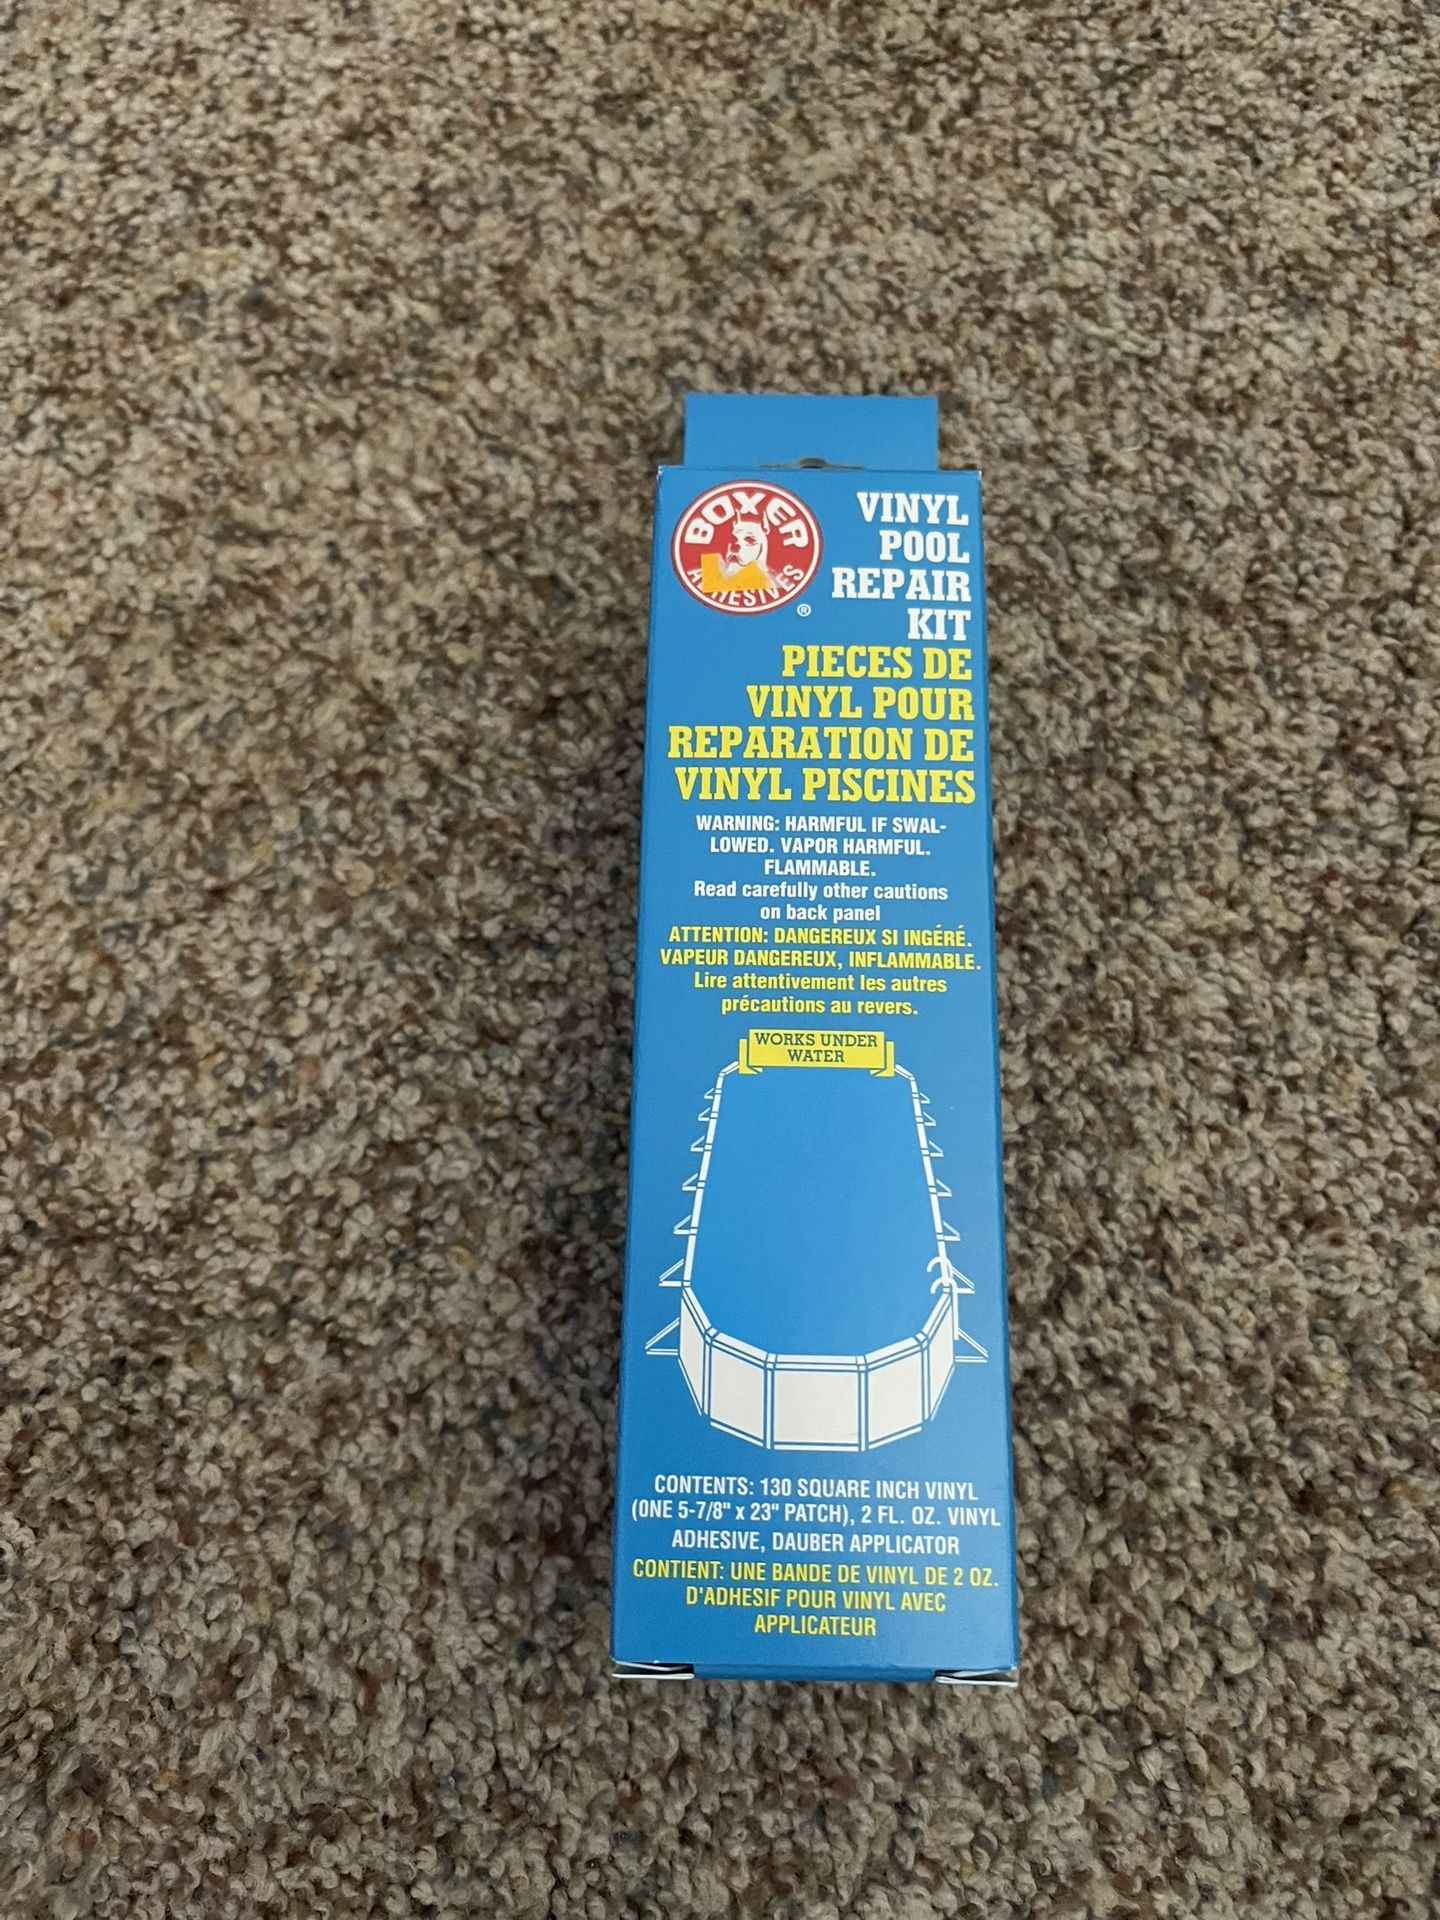 BOXER
ADHESIVES
®
VINYL
POOL
REPAIR
KIT
PIECES DE
VINYL POUR
REPARATION DE
VINYL PISCINES
WARNING: HARMFUL IF SWAL-
LOWED. VAPOR HARMFUL.
FLAMMABLE.
Read carefully other cautions
on back panel
ATTENTION: DANGEREUX SI INGÉRÉ.
VAPEUR DANGEREUX, INFLAMMABLE.
Lire attentivement les autres
précautions au revers.
WORKS UNDER
WATER
CONTENTS: 130 SQUARE INCH VINYL
(ONE 5-7/8" x 23" PATCH), 2 FL. OZ. VINYL
ADHESIVE, DAUBER APPLICATOR
CONTIENT: UNE BANDE DE VINYL DE 2 OZ.
D'ADHESIF POUR VINYL AVEC
APPLICATEUR